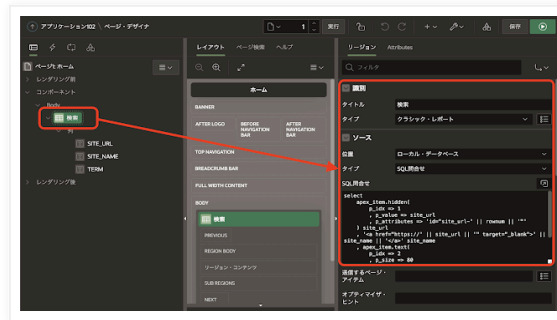 アプリケーション102 \ ページ・デザイナ
1
実行
保存
ページ1: ホーム
レンダリング前
コンポーネント
Body
検索
列
SITE_URL
SITE_NAME
TERM
レンダリング後
レイアウト ページ検索 ヘルプ
ホーム
BANNER
AFTER LOGO
BEFORE NAVIGATION BAR
AFTER NAVIGATION BAR
TOP NAVIGATION
BREADCRUMB BAR
FULL WIDTH CONTENT
BODY
検索
PREVIOUS
REGION BODY
リージョン・コンテンツ
SUB REGIONS
NEXT
リージョン Attributes
フィルタ
識別
タイトル 検索
タイプ クラシック・レポート
ソース
位置 ローカル・データベース
タイプ SQL問合せ
SQL問合せ
select
apex_item.hidden(
p_idx => 1
, p_value => site_url
, p_attributes => 'id="site_url-' || rownum || '"'
) site_url
, '<a href="https://' || site_url || '" target="_blank">' ||
site_name || '</a>' site_name
, apex_item.text(
p_idx => 2
, p_size => 80
送信するページ・アイテム
オプティマイザ・ヒント